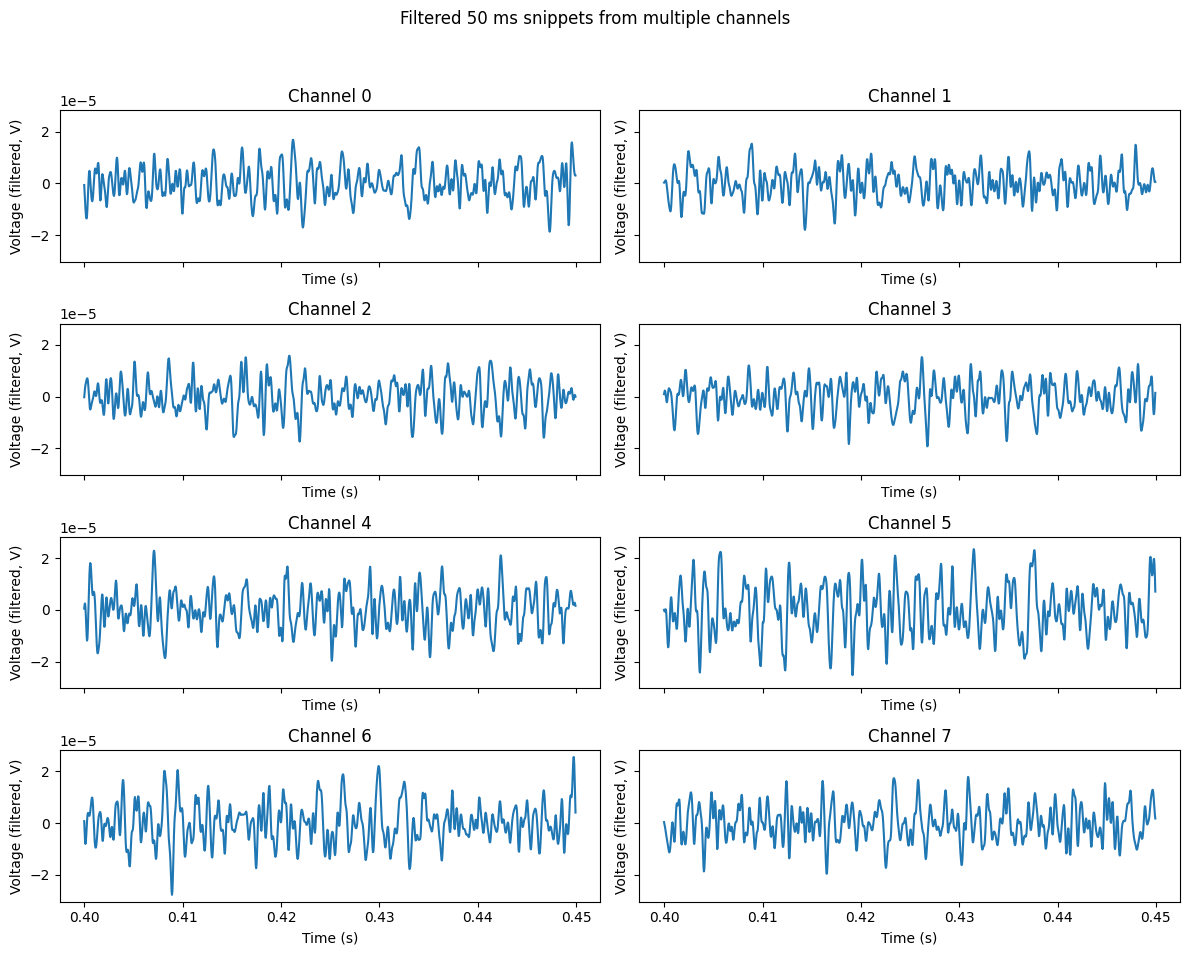 Filtered 50 ms snippets from multiple channels
Channel 0
1e−5
Voltage (filtered, V)
2
0
−2
Time (s)
Channel 1
Voltage (filtered, V)
Time (s)
Channel 2
1e−5
Voltage (filtered, V)
2
0
−2
Time (s)
Channel 3
Voltage (filtered, V)
Time (s)
Channel 4
1e−5
Voltage (filtered, V)
2
0
−2
Time (s)
Channel 5
Voltage (filtered, V)
Time (s)
Channel 6
1e−5
Voltage (filtered, V)
2
0
−2
0.40 0.41 0.42 0.43 0.44 0.45
Time (s)
Channel 7
Voltage (filtered, V)
0.40 0.41 0.42 0.43 0.44 0.45
Time (s)